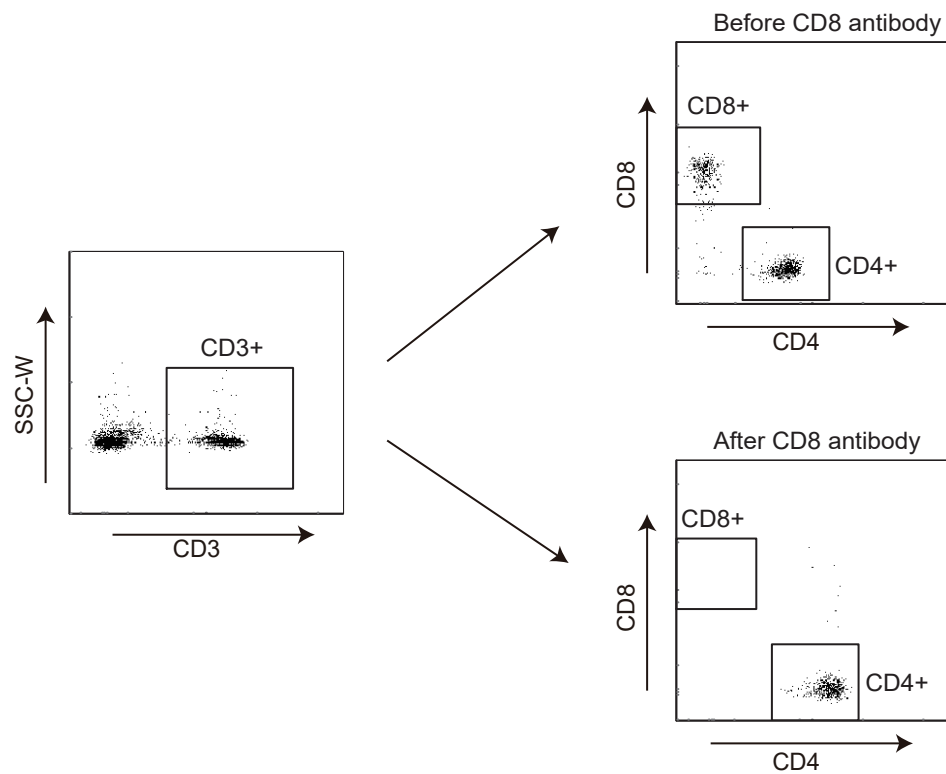 Before CD8 antibody
CD8+
CD8
CD4+
CD4
CD3+
SSC-W
CD3
After CD8 antibody
CD8+
CD8
CD4+
CD4